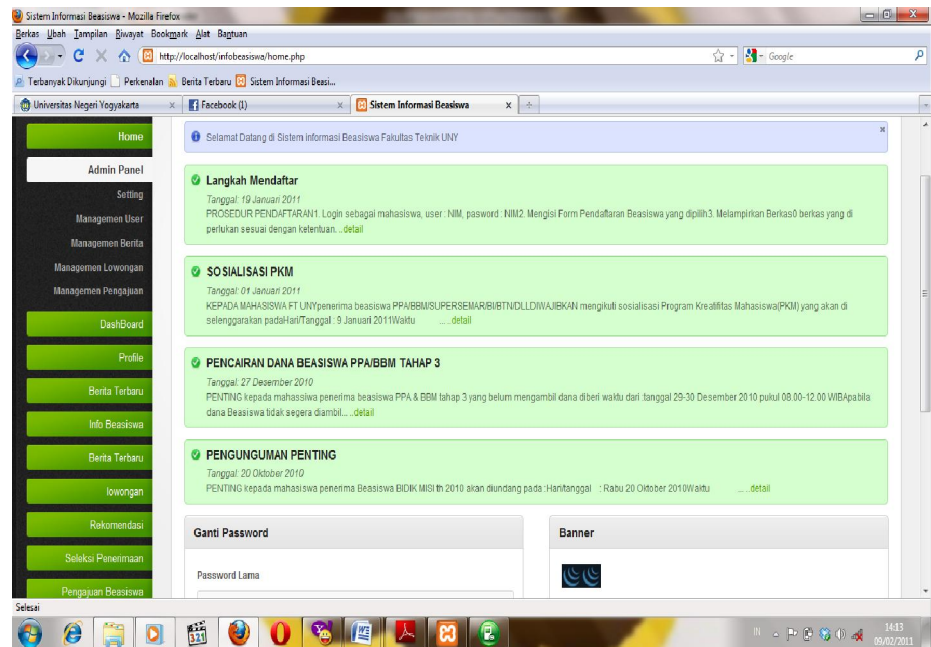 Sistem Informasi Beasiswa - Mozilla Firefox
Berkas Ubah Tampilan Riwayat Bookmark Alat Bantuan
http://localhost/infobeasiswa/home.php
Google
Terbanyak Dikunjungi Perkenalan Berita Terbaru Sistem Informasi Beasi...
Universitas Negeri Yogyakarta
Facebook (1)
Sistem Informasi Beasiswa
Home
Admin Panel
Setting
Managemen User
Managemen Berita
Managemen Lowongan
Managemen Pengajuan
DashBoard
Profile
Berita Terbaru
Info Beasiswa
Berita Terbaru
lowongan
Rekomendasi
Seleksi Penerimaan
Pengajuan Beasiswa
Selamat Datang di Sistem informasi Beasiswa Fakultas Teknik UNY
Langkah Mendaftar
Tanggal: 19 Januari 2011
PROSEDUR PENDAFTARAN1. Login sebagai mahasiswa, user : NIM, pasword : NIM2. Mengisi Form Pendaftaran Beasiswa yang dipilih3. Melampirkan Berkas0 berkas yang di
perlukan sesuai dengan ketentuan....detail
SOSIALISASI PKM
Tanggal: 01 Januari 2011
KEPADA MAHASISWA FT UNYpenerima beasiswa PPA/BBM/SUPERSEMAR/BI/BTN/DLLDIWAJIBKAN mengikuti sosialisasi Program Kreatifitas Mahasiswa(PKM) yang akan di
selenggarakan padaHari/Tanggal : 9 Januari 2011Waktu .....detail
PENCAIRAN DANA BEASISWA PPA/BBM TAHAP 3
Tanggal: 27 Desember 2010
PENTING kepada mahassiwa penerima beasiswa PPA & BBM tahap 3 yang belum mengambil dana diberi waktu dari :tanggal 29-30 Desember 2010 pukul 08.00-12.00 WIBApabila
dana Beasiswa tidak segera diambil.....detail
PENGUNGUMAN PENTING
Tanggal: 20 Oktober 2010
PENTING kepada mahasiswa penerima Beasiswa BIDIK MISI th 2010 akan diundang pada :Hari/tanggal : Rabu 20 Oktober 2010Waktu .....detail
Ganti Password
Password Lama
Banner
Selesai
321
IN
14:13
09/02/2011